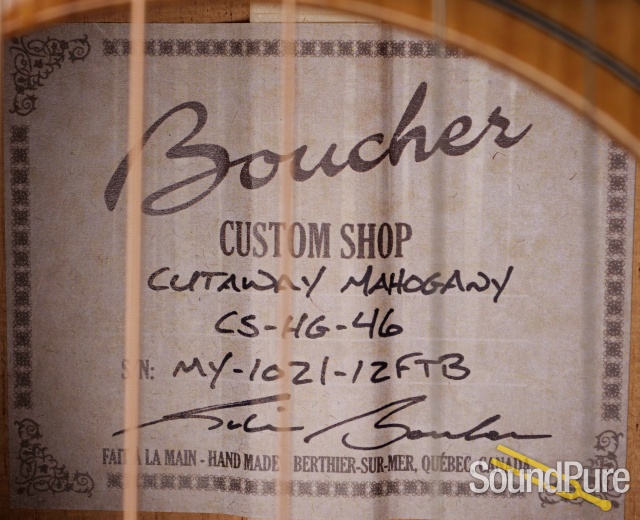 Boucher
CUSTOM SHOP
CUTAWAY MAHOGANY
CS-HG-46
S/N: MY-1021-12FTB
FAIT À LA MAIN - HAND MADE, BERTHIER-SUR-MER, QUÉBEC, CANADA
SoundPure